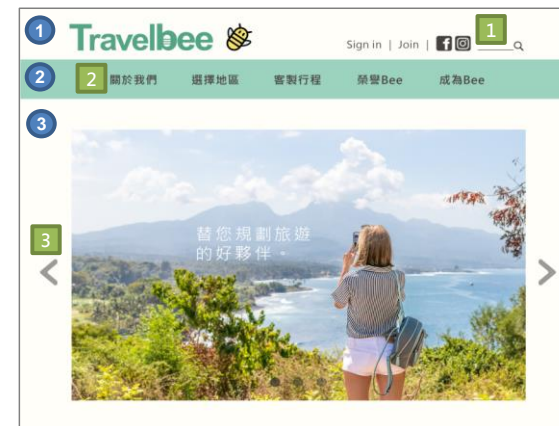 1
Travelbee
Sign in | Join |
1
2
2
關於我們
選擇地區
客製行程
榮譽Bee
成為Bee
3
替您規劃旅遊
的好夥伴。
3